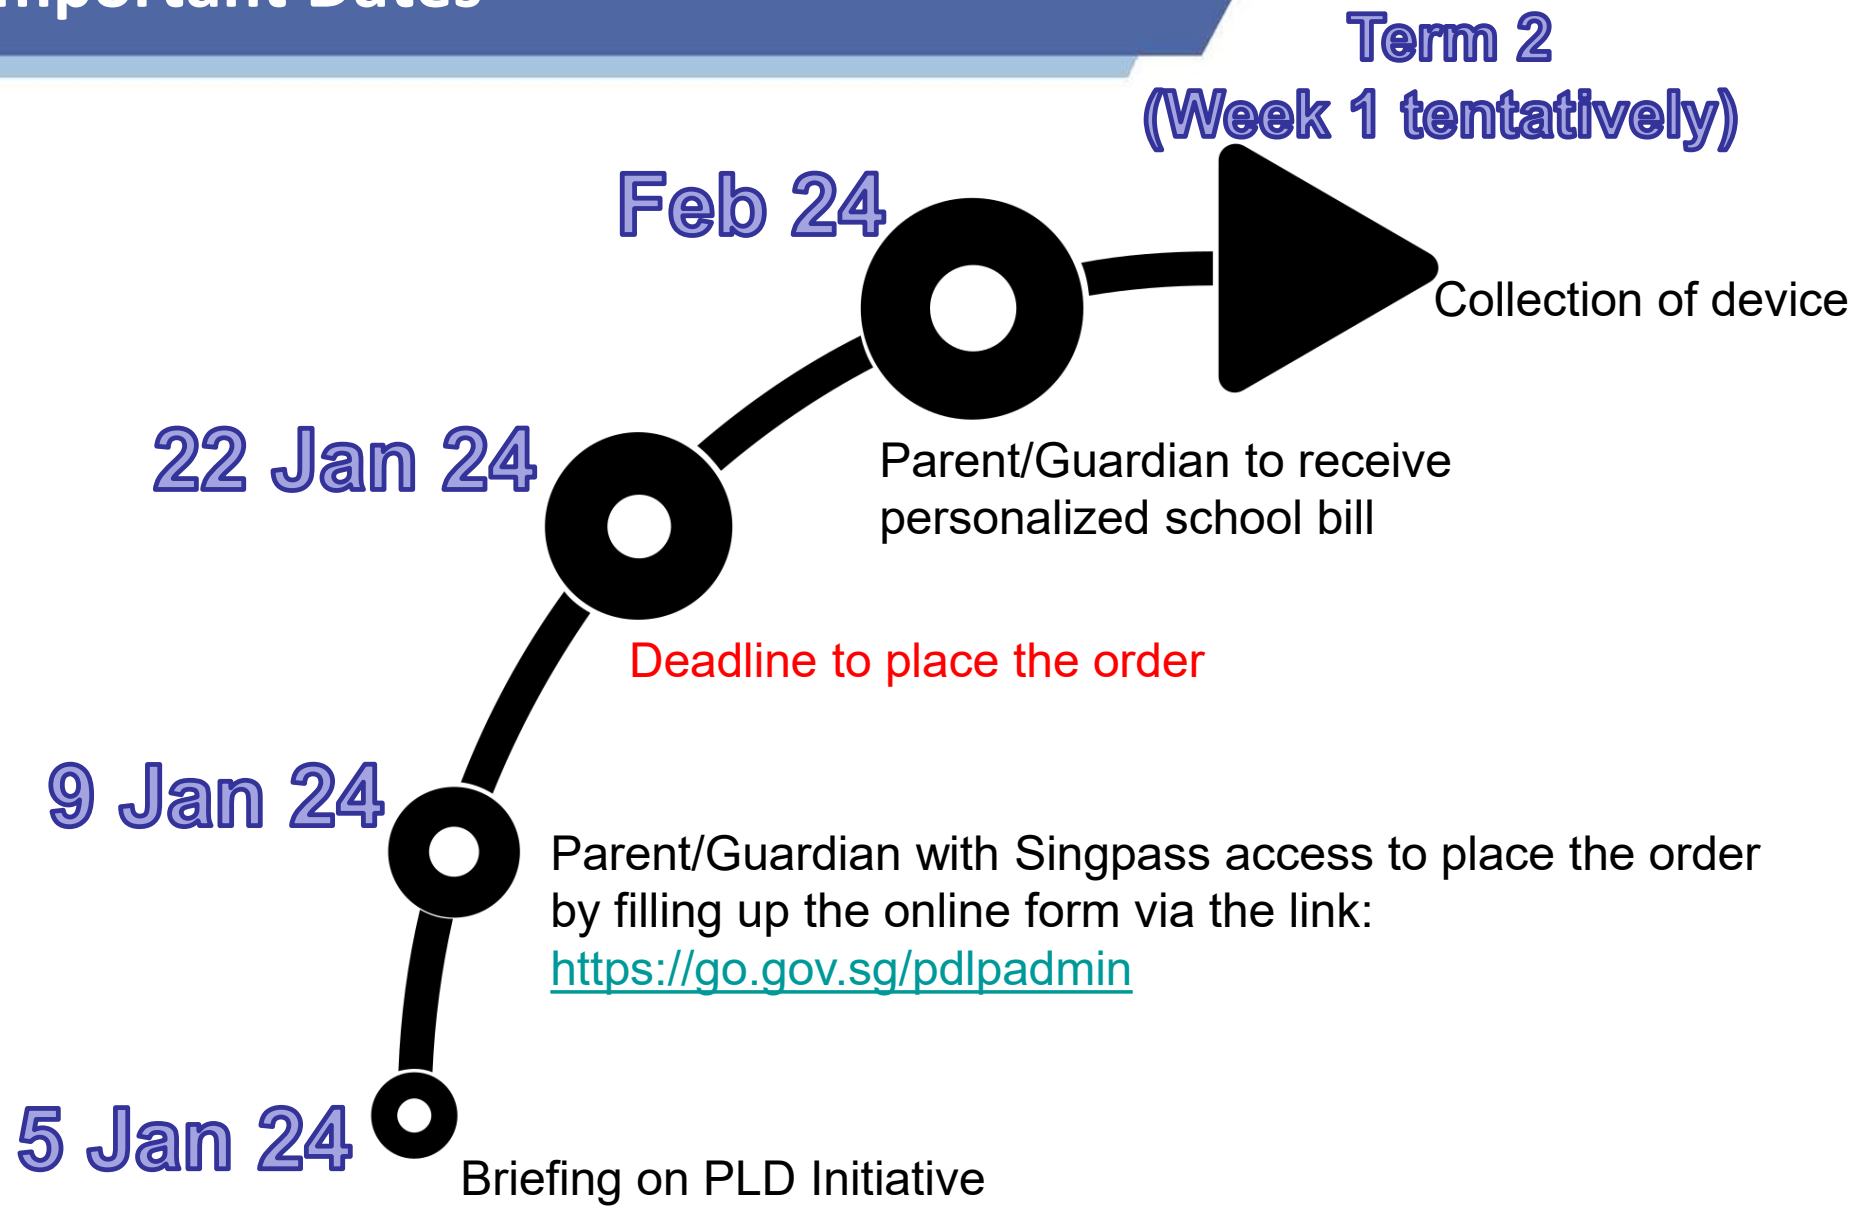 Important Dates
Term 2
(Week 1 tentatively)
Feb 24
Collection of device
22 Jan 24
Parent/Guardian to receive
personalized school bill
Deadline to place the order
9 Jan 24
Parent/Guardian with Singpass access to place the order
by filling up the online form via the link:
https://go.gov.sg/pdlpadmin
5 Jan 24
Briefing on PLD Initiative